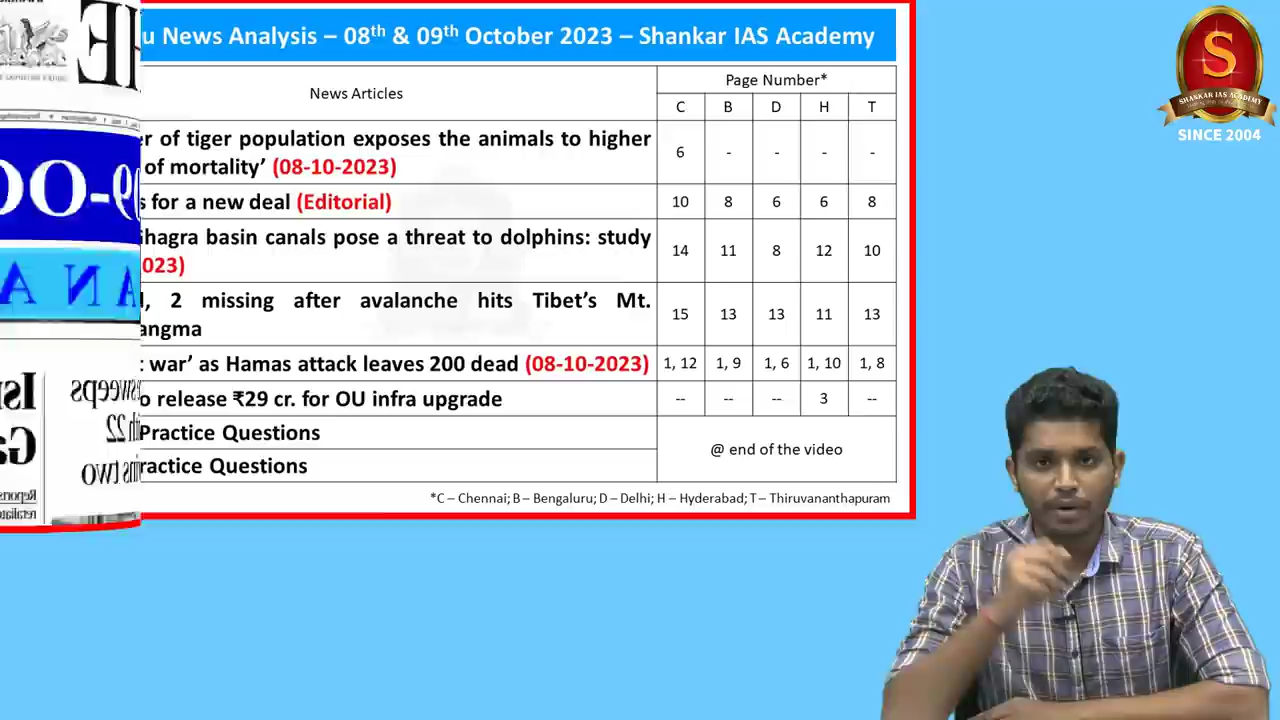 u News Analysis – 08th & 09th October 2023 – Shankar IAS Academy
News Articles
Page Number*
C B D H T
er of tiger population exposes the animals to higher
of mortality’ (08-10-2023)
6 - - - -
s for a new deal (Editorial)
10 8 6 6 8
Ghagra basin canals pose a threat to dolphins: study
023)
14 11 8 12 10
, 2 missing after avalanche hits Tibet’s Mt.
angma
15 13 13 11 13
t war’ as Hamas attack leaves 200 dead (08-10-2023)
1, 12 1, 9 1, 6 1, 10 1, 8
o release ₹29 cr. for OU infra upgrade
-- -- -- 3 --
Practice Questions
ractice Questions
@ end of the video
*C – Chennai; B – Bengaluru; D – Delhi; H – Hyderabad; T – Thiruvananthapuram
S
SHANKAR IAS ACADEMY
SINCE 2004